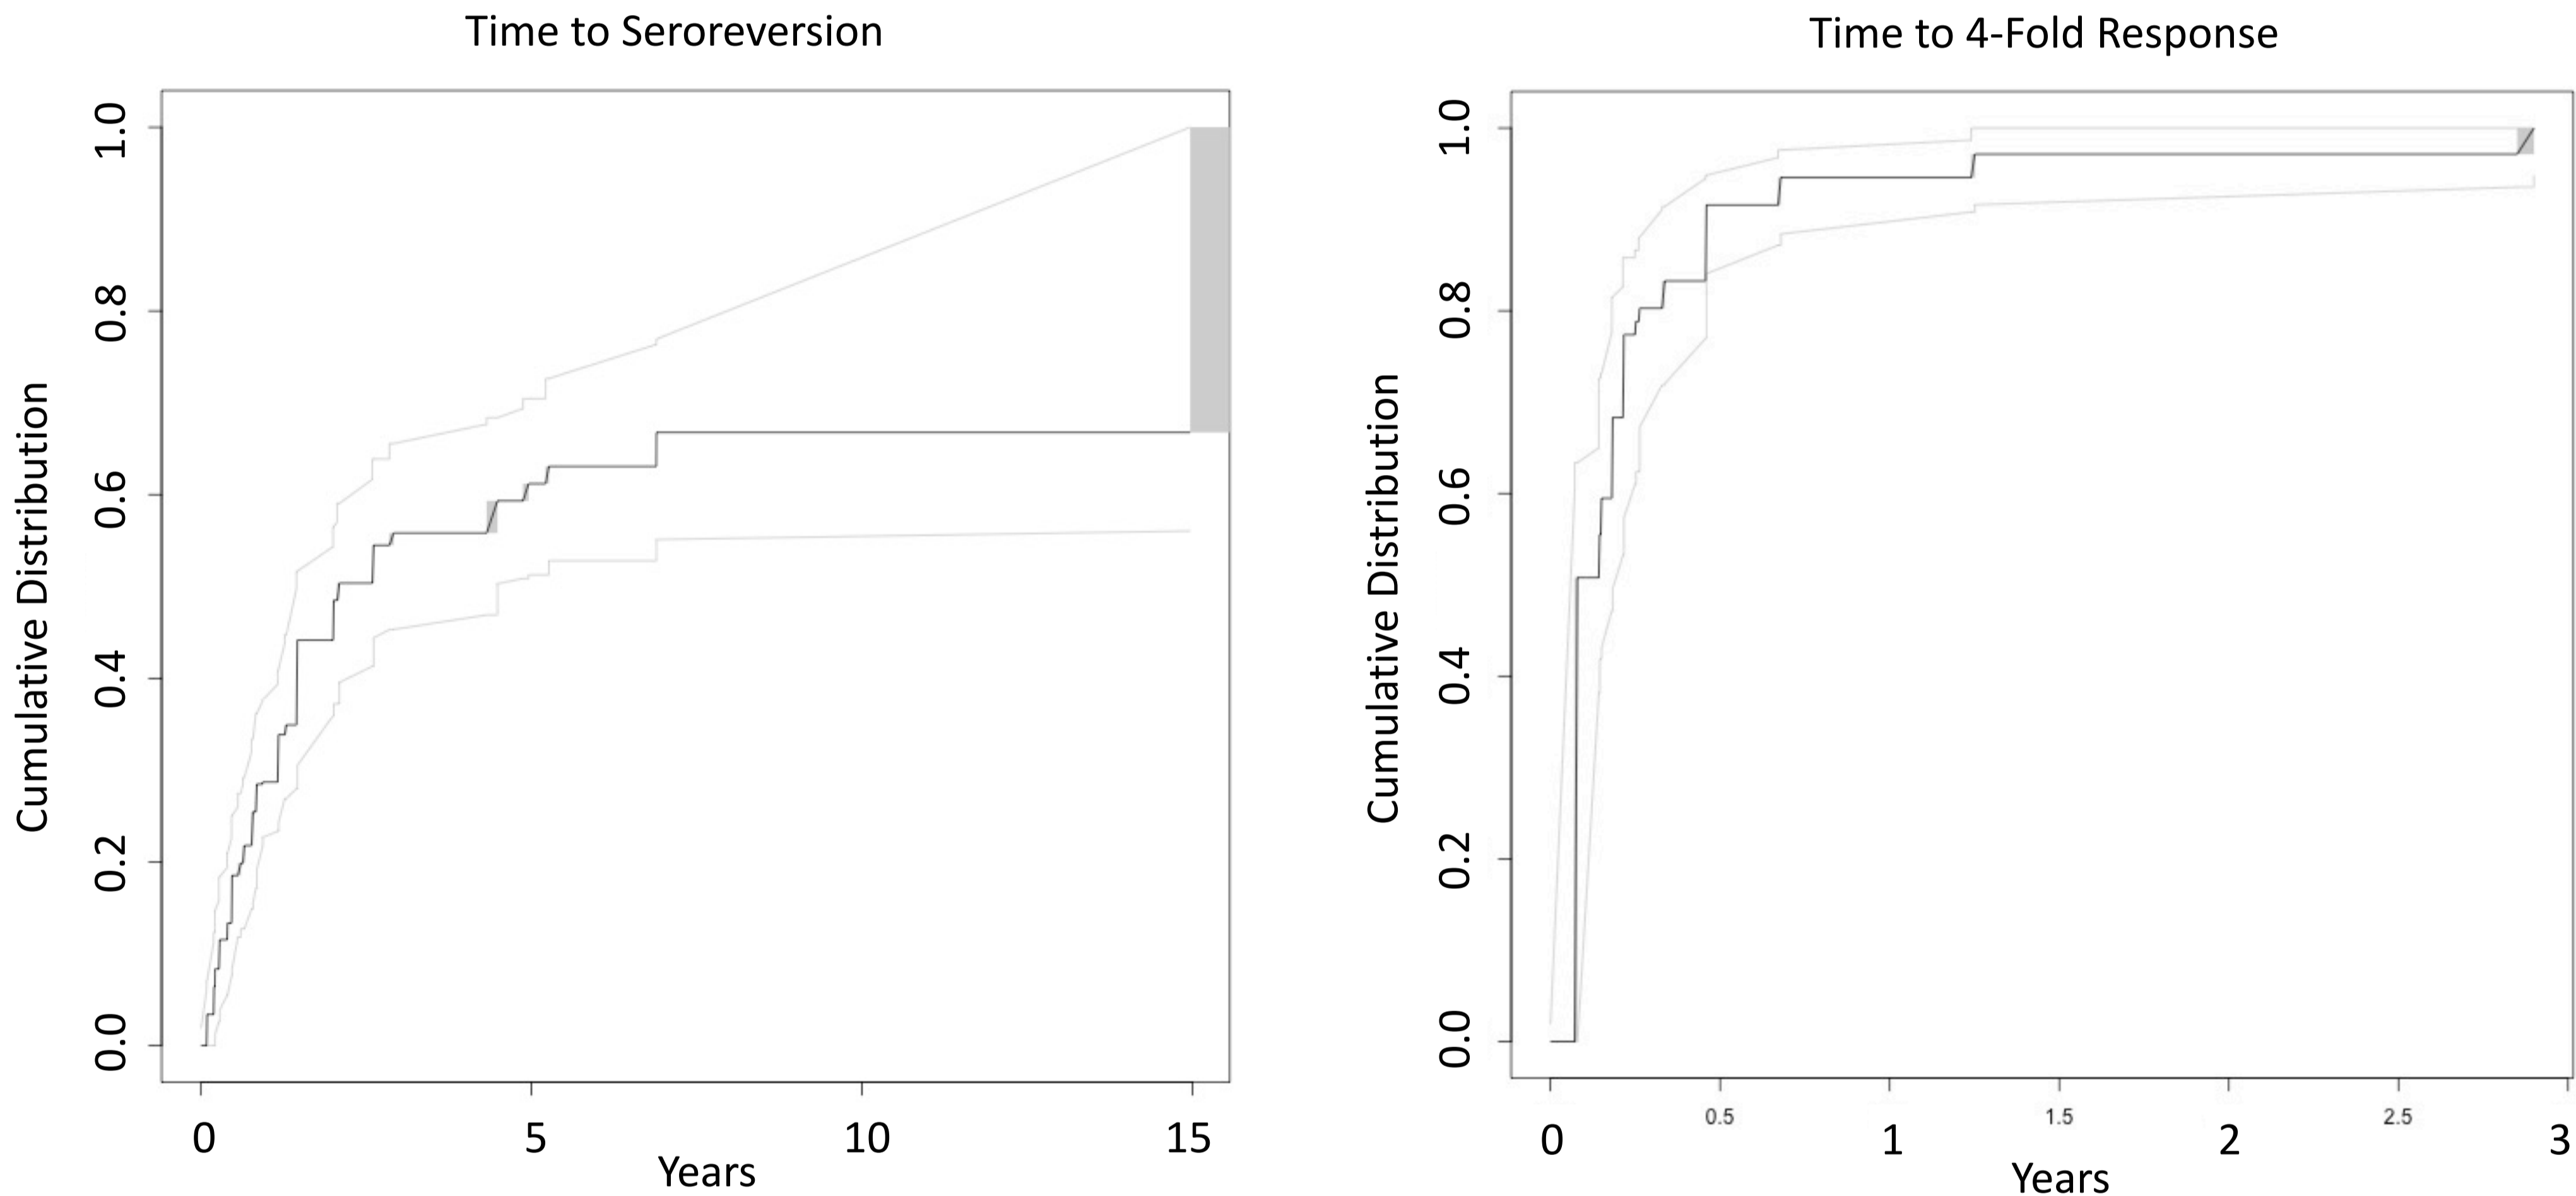 Time to Seroreversion
Cumulative Distribution
1.0
0.8
0.6
0.4
0.2
0.0
0 5 10 15
Years
Time to 4-Fold Response
Cumulative Distribution
1.0
0.8
0.6
0.4
0.2
0.0
0 0.5 1 1.5 2 2.5 3
Years